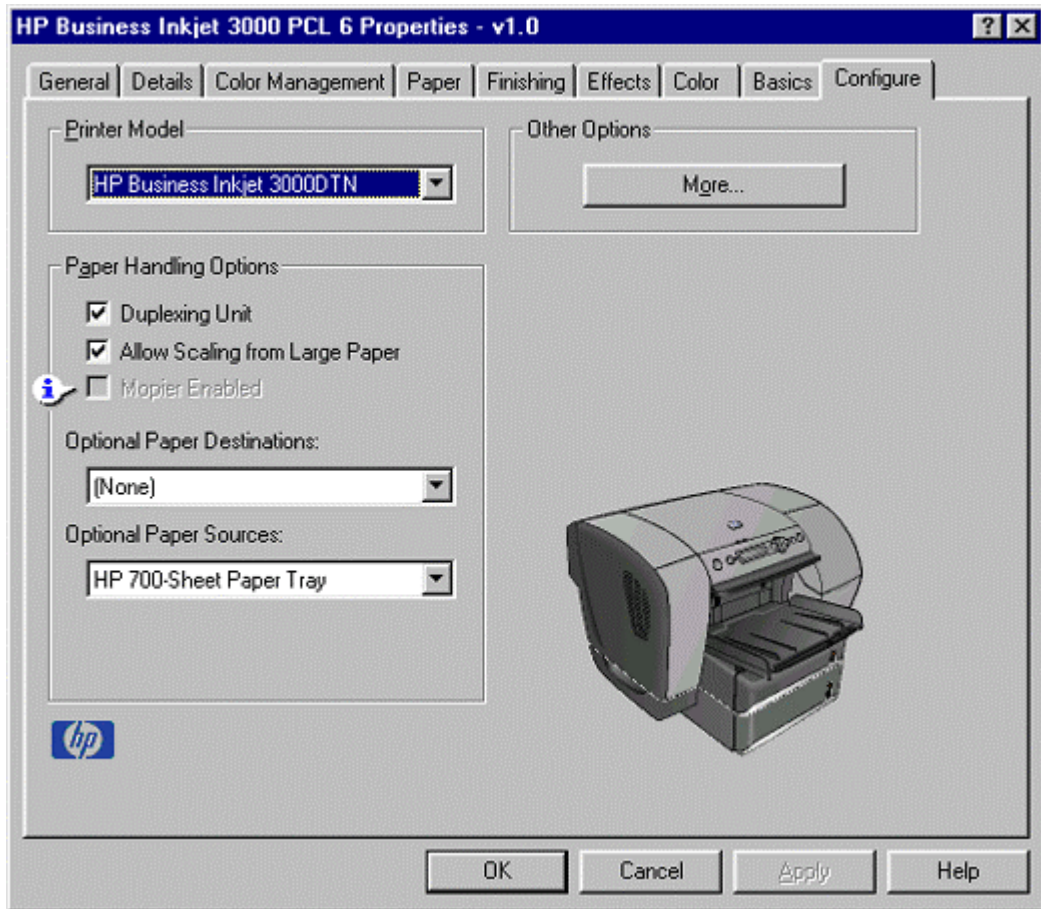 HP Business Inkjet 3000 PCL 6 Properties - v1.0
General Details Color Management Paper Finishing Effects Color Basics Configure
Printer Model
HP Business Inkjet 3000DTN
Other Options
More...
Paper Handling Options
Duplexing Unit
Allow Scaling from Large Paper
Mopier Enabled
Optional Paper Destinations:
(None)
Optional Paper Sources:
HP 700-Sheet Paper Tray
hp
OK Cancel Apply Help